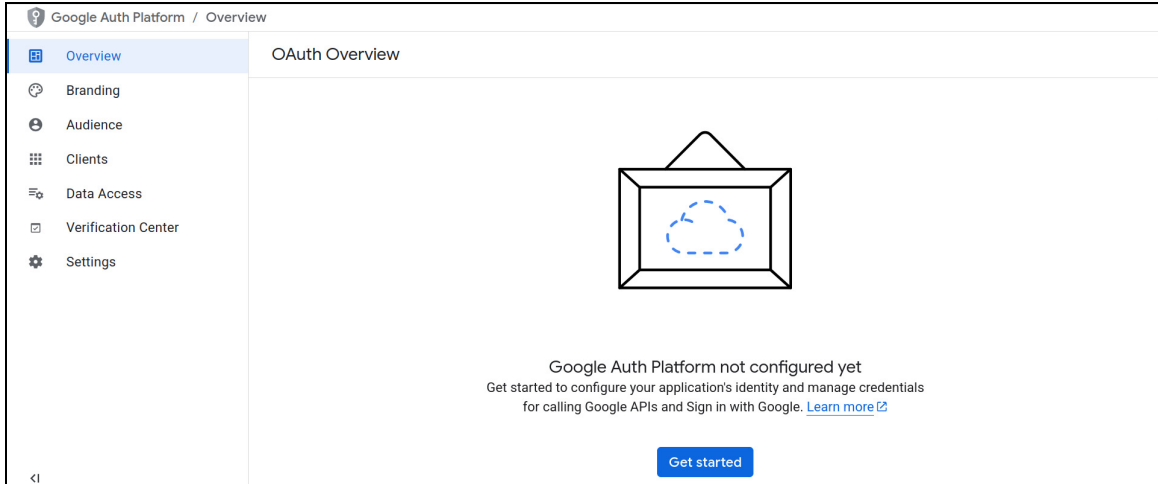 Google Auth Platform / Overview
Overview
Branding
Audience
Clients
Data Access
Verification Center
Settings
OAuth Overview
Google Auth Platform not configured yet
Get started to configure your application's identity and manage credentials
for calling Google APIs and Sign in with Google. Learn more
Get started